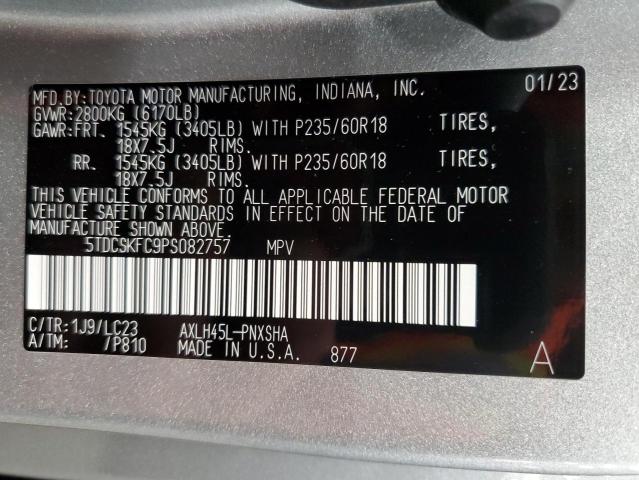 MFD.BY:TOYOTA MOTOR MANUFACTURING, INDIANA, INC. 01/23
GVWR:2800KG (6170LB)
GAWR:FRT. 1545KG (3405LB) WITH P235/60R18 TIRES,
18X7.5J RIMS.
RR. 1545KG (3405LB) WITH P235/60R18 TIRES,
18X7.5J RIMS.
THIS VEHICLE CONFORMS TO ALL APPLICABLE FEDERAL MOTOR
VEHICLE SAFETY STANDARDS IN EFFECT ON THE DATE OF
MANUFACTURE SHOWN ABOVE.
5TDCSKFC9PS082757 MPV
C/TR:1J9/LC23 AXLH45L-PNXSHA
A/TM: /P810 MADE IN U.S.A. 877 A